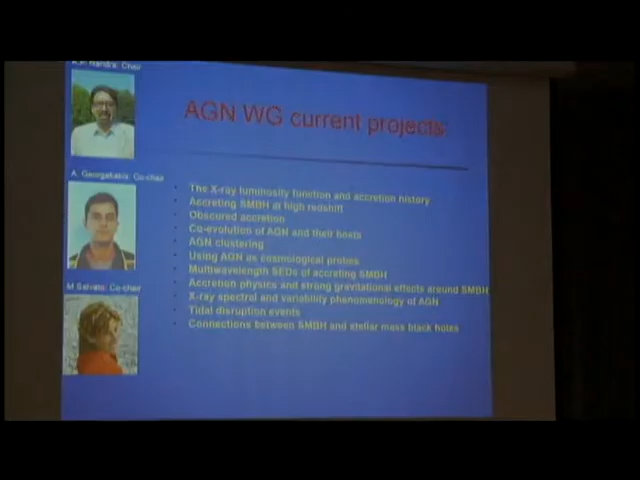 Nandra: Chair
AGN WG current projects:
A. Georgakakis: Co-chair
M Salvato: Co-chair
The X-ray luminosity function and accretion history
Accreting SMBH at high redshift
Obscured accretion
Co-evolution of AGN and their hosts
AGN clustering
Using AGN as cosmological probes
Multiwavelength SEDs of accreting SMBH
Accretion physics and strong gravitational effects around SMBH
X-ray spectral and variability phenomenology of AGN
Tidal disruption events
Connections between SMBH and stellar mass black holes